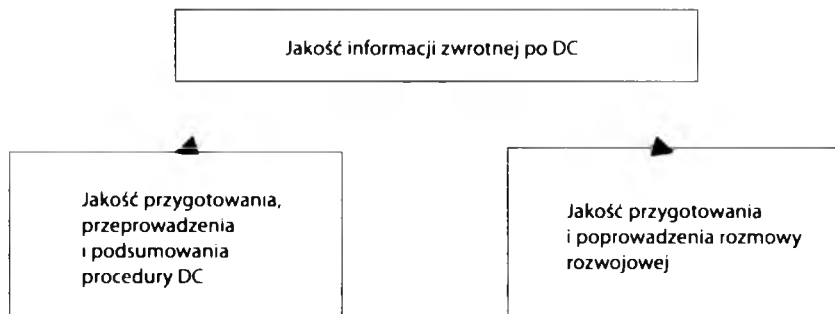 Jakość informacji zwrotnej po DC
Jakość przygotowania,
przeprowadzenia
i podsumowania
procedury DC
Jakość przygotowania
i poprowadzenia rozmowy
rozwojowej